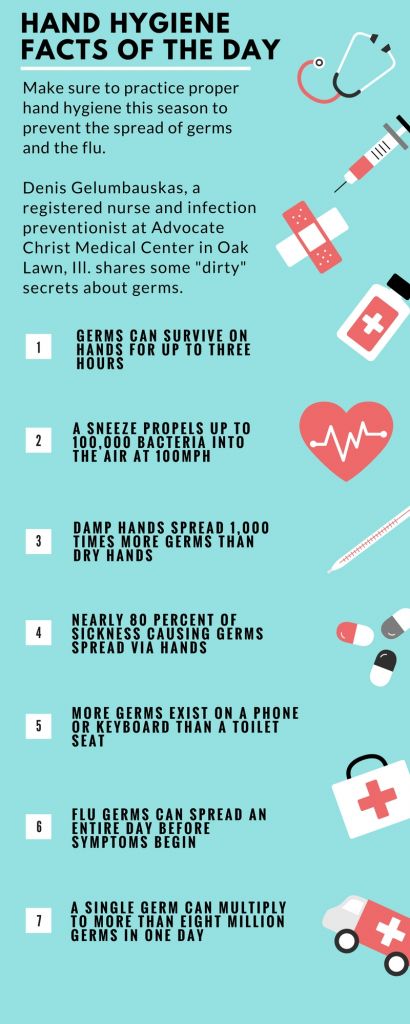 HAND HYGIENE
FACTS OF THE DAY
Make sure to practice proper
hand hygiene this season to
prevent the spread of germs
and the flu.
Denis Gelumbauskas, a
registered nurse and infection
preventionist at Advocate
Christ Medical Center in Oak
Lawn, Ill. shares some "dirty"
secrets about germs.
1
GERMS CAN SURVIVE ON
HANDS FOR UP TO THREE
HOURS
2
A SNEEZE PROPELS UP TO
100,000 BACTERIA INTO
THE AIR AT 100MPH
3
DAMP HANDS SPREAD 1,000
TIMES MORE GERMS THAN
DRY HANDS
4
NEARLY 80 PERCENT OF
SICKNESS CAUSING GERMS
SPREAD VIA HANDS
5
MORE GERMS EXIST ON A PHONE
OR KEYBOARD THAN A TOILET
SEAT
6
FLU GERMS CAN SPREAD AN
ENTIRE DAY BEFORE
SYMPTOMS BEGIN
7
A SINGLE GERM CAN MULTIPLY
TO MORE THAN EIGHT MILLION
GERMS IN ONE DAY